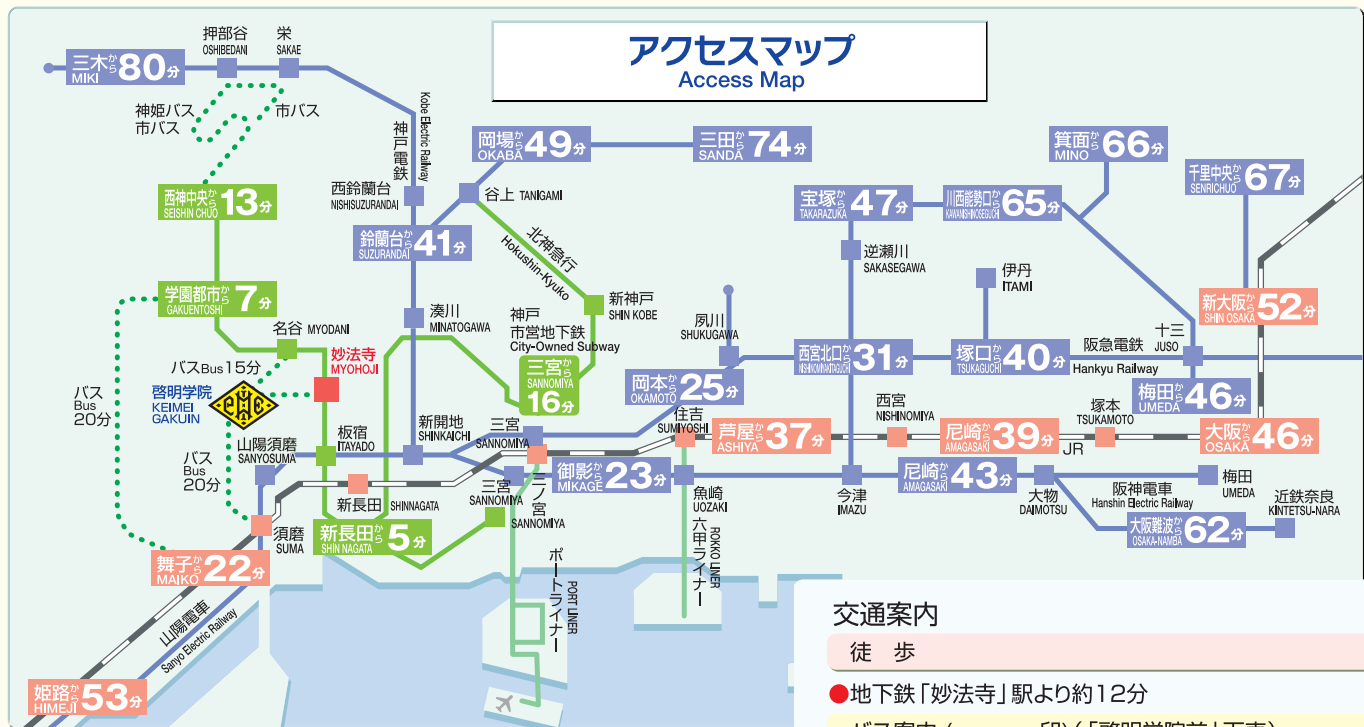 アクセスマップ
Access Map
三木から80分
MIKI
押部谷
OSHIBEDANI
栄
SAKAE
神姫バス
市バス
市バス
神戸電鉄
Kobe Electric Railway
西鈴蘭台
NISHISUZURANDAI
鈴蘭台から41分
SUZURANDAI
岡場から49分
OKABA
三田から74分
SANDA
谷上 TANIGAMI
北神急行
Hokushin-Kyuko
新神戸
SHIN KOBE
神戸
市営地下鉄
City-Owned Subway
三宮から
SANNOMIYA
16分
湊川
MINATOGAWA
西神中央から13分
SEISHIN CHUO
学園都市から7分
GAKUENTOSHI
名谷 MYODANI
妙法寺
MYOHOJI
バスBus15分
啓明学院
KEIMEI
GAKUIN
バス
Bus
20分
バス
Bus
20分
山陽須磨
SANYOSUMA
板宿
ITAYADO
新開地
SHINKAICHI
新長田
SHINNAGATA
須磨
SUMA
新長田から5分
SHIN NAGATA
舞子から22分
MAIKO
山陽電車
Sanyo Electric Railway
姫路から53分
HIMEJI
三宮
SANNOMIYA
三ノ宮
SANNOMIYA
三宮
SANNOMIYA
ポートライナー
PORT LINER
箕面から66分
MINO
千里中央から67分
SENRICHUO
宝塚から47分
TAKARAZUKA
川西能勢口から65分
KAWANISHINOSEGUCHI
逆瀬川
SAKASEGAWA
伊丹
ITAMI
新大阪から52分
SHIN OSAKA
夙川
SHUKUGAWA
西宮北口から31分
NISHINOMIYAKITAGUCHI
塚口から40分
TSUKAGUCHI
阪急電鉄
Hankyu Railway
十三
JUSO
梅田から46分
UMEDA
岡本から25分
OKAMOTO
住吉
SUMIYOSHI
芦屋から37分
ASHIYA
西宮
NISHINOMIYA
尼崎から39分
AMAGASAKI
JR
塚本
TSUKAMOTO
大阪から46分
OSAKA
御影から23分
MIKAGE
魚崎
UOZAKI
六甲ライナー
ROKKO LINER
今津
IMAZU
尼崎から43分
AMAGASAKI
大物
DAIMOTSU
阪神電車
Hanshin Electric Railway
梅田
UMEDA
大阪難波から62分
OSAKA-NAMBA
近鉄奈良
KINTETSU-NARA
交通案内
徒 歩
●地下鉄「妙法寺」駅より約12分